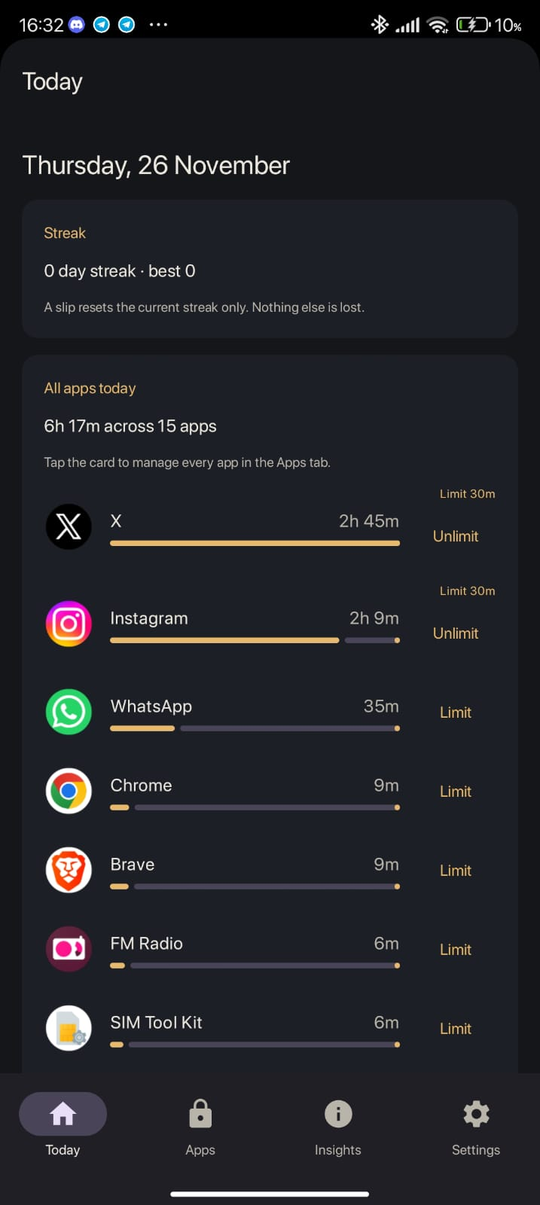 16:32 10%
Today
Thursday, 26 November
Streak
0 day streak · best 0
A slip resets the current streak only. Nothing else is lost.
All apps today
6h 17m across 15 apps
Tap the card to manage every app in the Apps tab.
Limit 30m
X 2h 45m
Unlimit
Limit 30m
Instagram 2h 9m
Unlimit
WhatsApp 35m Limit
Chrome 9m Limit
Brave 9m Limit
FM Radio 6m Limit
SIM Tool Kit 6m Limit
Today Apps Insights Settings